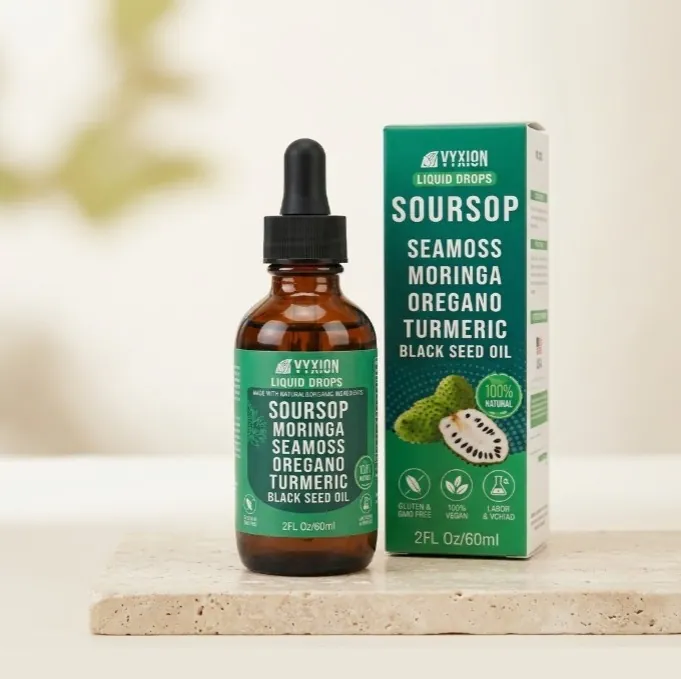 VYXION
LIQUID DROPS
MADE WITH NATURAL&ORGANIC INGREDIENTS
SOURSOP
MORINGA
SEAMOSS
OREGANO
TURMERIC
BLACK SEED OIL
2FL Oz/60ml
VYXION
LIQUID DROPS
SOURSOP
SEAMOSS
MORINGA
OREGANO
TURMERIC
BLACK SEED OIL
100%
NATURAL
GLUTEN &
GMO FREE
100%
VEGAN
LABOR
& VCHIAD
2FL Oz/60ml